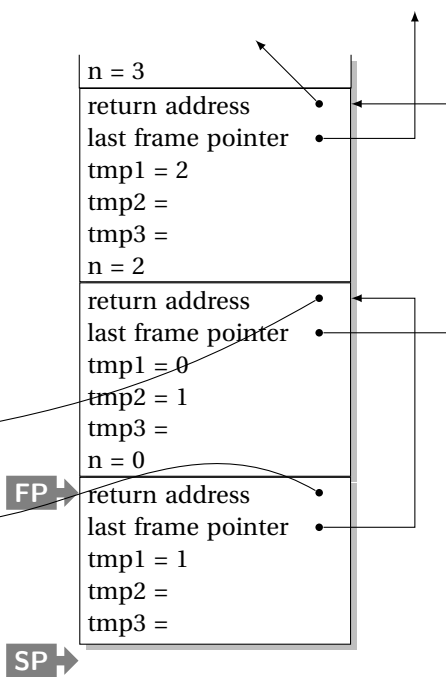 n = 3
return address
last frame pointer
tmp1 = 2
tmp2 =
tmp3 =
n = 2
return address
last frame pointer
tmp1 = 0
tmp2 = 1
tmp3 =
n = 0
FP
return address
last frame pointer
tmp1 = 1
tmp2 =
tmp3 =
SP